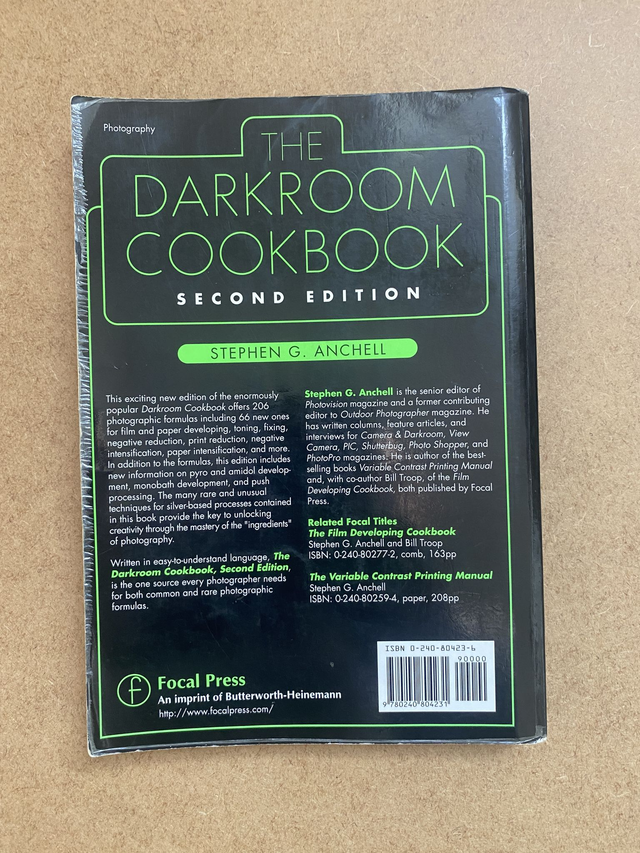 Photography
THE
DARKROOM
COOKBOOK
SECOND EDITION
STEPHEN G. ANCHELL
This exciting new edition of the enormously
popular Darkroom Cookbook offers 206
photographic formulas including 66 new ones
for film and paper developing, toning, fixing,
negative reduction, print reduction, negative
intensification, paper intensification, and more.
In addition to the formulas, this edition includes
new information on pyro and amidol develop-
ment, monobath development, and push
processing. The many rare and unusual
techniques for silver-based processes contained
in this book provide the key to unlocking
creativity through the mastery of the "ingredients"
of photography.
Written in easy-to-understand language, The
Darkroom Cookbook, Second Edition,
is the one source every photographer needs
for both common and rare photographic
formulas.
Stephen G. Anchell is the senior editor of
Photovision magazine and a former contributing
editor to Outdoor Photographer magazine. He
has written columns, feature articles, and
interviews for Camera & Darkroom, View
Camera, PIC, Shutterbug, Photo Shopper, and
PhotoPro magazines. He is author of the best-
selling books Variable Contrast Printing Manual
and, with co-author Bill Troop, of the Film
Developing Cookbook, both published by Focal
Press.
Related Focal Titles
The Film Developing Cookbook
Stephen G. Anchell and Bill Troop
ISBN: 0-240-80277-2, comb, 163pp
The Variable Contrast Printing Manual
Stephen G. Anchell
ISBN: 0-240-80259-4, paper, 208pp
f Focal Press
An imprint of Butterworth-Heinemann
http://www.focalpress.com/
ISBN 0-240-80423-6
90000
9 780240 804231